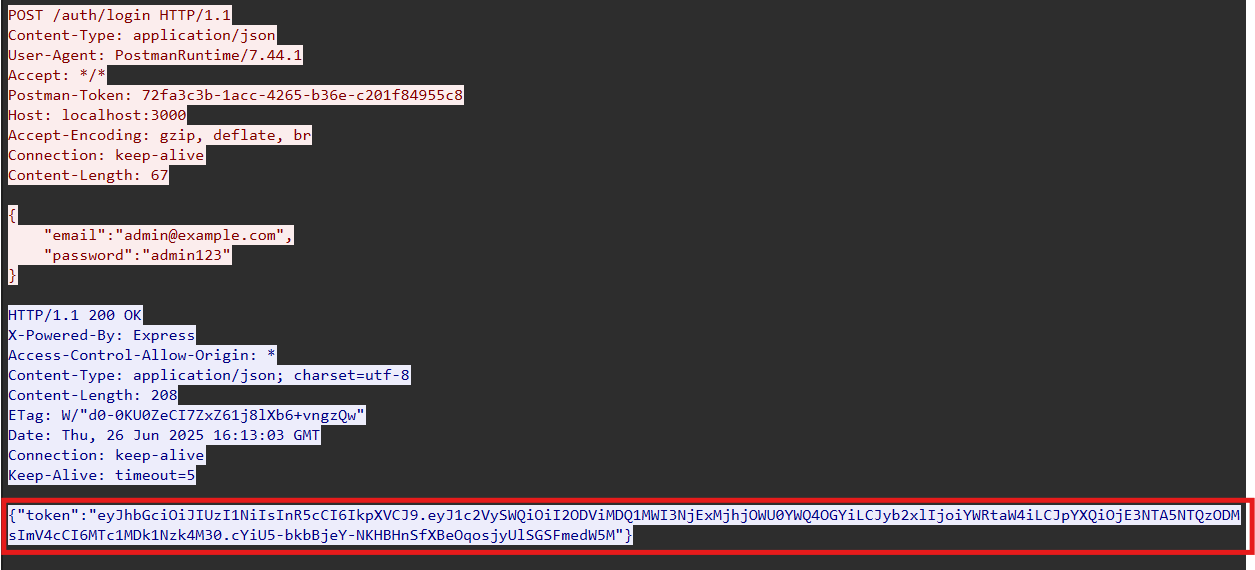 POST /auth/login HTTP/1.1
Content-Type: application/json
User-Agent: PostmanRuntime/7.44.1
Accept: */*
Postman-Token: 72fa3c3b-1acc-4265-b36e-c201f84955c8
Host: localhost:3000
Accept-Encoding: gzip, deflate, br
Connection: keep-alive
Content-Length: 67
{
"email":"admin@example.com",
"password":"admin123"
}
HTTP/1.1 200 OK
X-Powered-By: Express
Access-Control-Allow-Origin: *
Content-Type: application/json; charset=utf-8
Content-Length: 208
ETag: W/"d0-0KU0ZeCI7ZxZ61j8lXb6+vngzQw"
Date: Thu, 26 Jun 2025 16:13:03 GMT
Connection: keep-alive
Keep-Alive: timeout=5
{"token":"eyJhbGciOiJIUzI1NiIsInR5cCI6IkpXVCJ9.eyJ1c2VySWQiOiI2ODViMDQ1MWI3NjExMjhjOWU0YWQ4OGYiLCJyb2xlIjoiYWRtaW4iLCJpYXQiOjE3NTA5NTQzODM
sImV4cCI6MTc1MDk1Nzk4M30.cYiU5-bkbBjeY-NKHBHnSfXBeOqosjyUlSGSFmedW5M"}